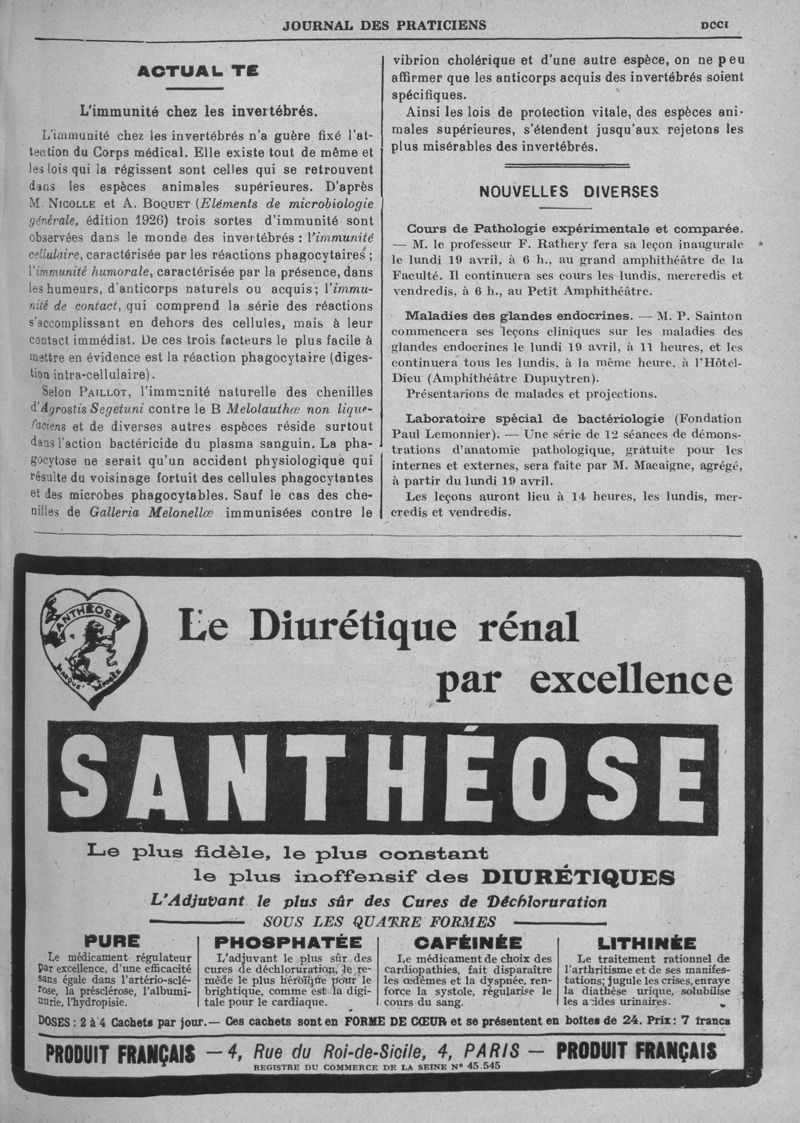 JOURNAL DES PRATICIENS DCCI
ACTUAL TE
L'immunité chez les invertébrés.
L'immunité chez les invertébrés n'a guère fixé l'at-
tention du Corps médical. Elle existe tout de même et
les lois qui la régissent sont celles qui se retrouvent
dans les espèces animales supérieures. D'après
M. NICOLLE et A. BOQUET (Eléments de microbiologie
générale, édition 1926) trois sortes d'immunité sont
observées dans le monde des invertébrés : l'immunité
cellulaire, caractérisée par les réactions phagocytaires ;
l'immunité humorale, caractérisée par la présence, dans
les humeurs, d'anticorps naturels ou acquis; l'immu-
nité de contact, qui comprend la série des réactions
s'accomplissant en dehors des cellules, mais à leur
contact immédiat. De ces trois facteurs le plus facile à
mettre en évidence est la réaction phagocytaire (diges-
tion intra-cellulaire).
Selon PAILLOT, l'immunité naturelle des chenilles
d'Agrostis Segetuni contre le B Melolauthœ non lique-
faciens et de diverses autres espèces réside surtout
dans l'action bactéricide du plasma sanguin. La pha-
gocytose ne serait qu'un accident physiologique qui
résulte du voisinage fortuit des cellules phagocytantes
et des microbes phagocytables. Sauf le cas des che-
nilles de Galleria Melonellœ immunisées contre le
vibrion cholérique et d'une autre espèce, on ne peu
affirmer que les anticorps acquis des invertébrés soient
spécifiques.
Ainsi les lois de protection vitale, des espèces ani-
males supérieures, s'étendent jusqu'aux rejetons les
plus misérables des invertébrés.
NOUVELLES DIVERSES
Cours de Pathologie expérimentale et comparée.
— M. le professeur F. Rathery fera sa leçon inaugurale
le lundi 19 avril, à 6 h., au grand amphithéâtre de la
Faculté. Il continuera ses cours les lundis, mercredis et
vendredis, à 6 h., au Petit Amphithéâtre.
Maladies des glandes endocrines. — M. P. Sainton
commencera ses leçons cliniques sur les maladies des
glandes endocrines le lundi 19 avril, à 11 heures, et les
continuera tous les lundis, à la même heure, à l'Hôtel-
Dieu (Amphithéâtre Dupuytren).
Présentarions de malades et projections.
Laboratoire spécial de bactériologie (Fondation
Paul Lemonnier). — Une série de 12 séances de démons-
trations d'anatomie pathologique, gratuite pour les
internes et externes, sera faite par M. Macaigne, agrégé,
à partir du lundi 19 avril.
Les leçons auront lieu à 14 heures, les lundis, mer-
credis et vendredis.
SANTHÉOSE
Le Diurétique rénal
par excellence
SANTHÉOSE
Le plus fidèle, le plus constant
le plus inoffensif des DIURÉTIQUES
L'Adjuvant le plus sûr des Cures de Déchloruration
SOUS LES QUATRE FORMES
PURE
Le médicament régulateur
par excellence, d'une efficacité
sans égale dans l'artério-sclé-
rose, la présclérose, l'albumi-
nurie, l'hydropisie.
PHOSPHATÉE
L'adjuvant le plus sûr des
cures de déchloruration, le re-
mède le plus héroïque pour le
brightique, comme est la digi-
tale pour le cardiaque.
CAFÉINÉE
Le médicament de choix des
cardiopathies, fait disparaître
les œdèmes et la dyspnée, ren-
force la systole, régularise le
cours du sang.
LITHINÉE
Le traitement rationnel de
l'arthritisme et de ses manifes-
tations; jugule les crises, enraye
la diathèse urique, solubilise
les acides urinaires.
DOSES : 2 à 4 Cachets par jour.— Ces cachets sont en FORME DE CŒUR et se présentent en boîtes de 24. Prix : 7 francs
PRODUIT FRANÇAIS — 4, Rue du Roi-de-Sicile, 4, PARIS — PRODUIT FRANÇAIS
REGISTRE DU COMMERCE DE LA SEINE Nº 45.545